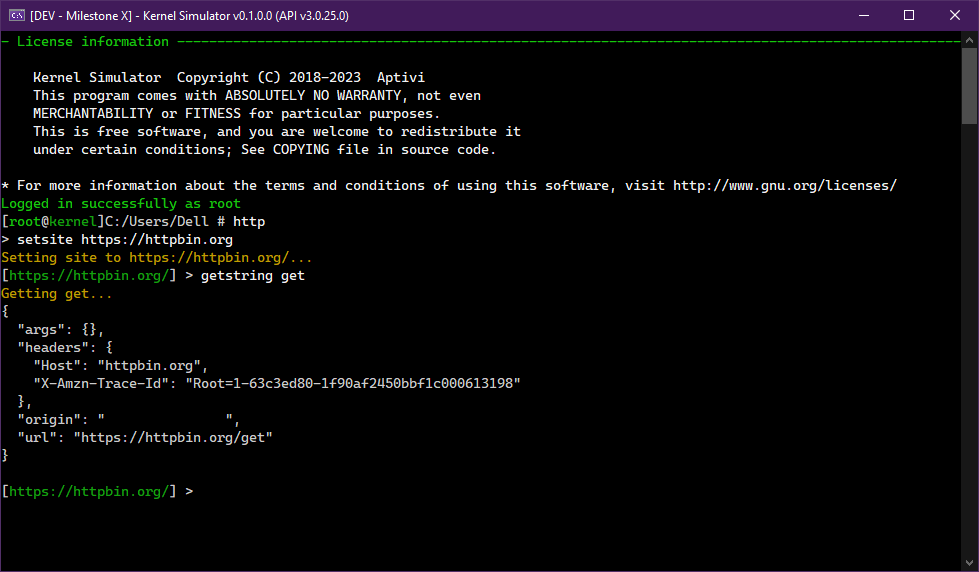 [DEV - Milestone X] - Kernel Simulator v0.1.0.0 (API v3.0.25.0)
- License information
Kernel Simulator  Copyright (C) 2018-2023  Aptivi
This program comes with ABSOLUTELY NO WARRANTY, not even
MERCHANTABILITY or FITNESS for particular purposes.
This is free software, and you are welcome to redistribute it
under certain conditions; See COPYING file in source code.
* For more information about the terms and conditions of using this software, visit http://www.gnu.org/licenses/
Logged in successfully as root
[root@kernel]C:/Users/Dell # http
> setsite https://httpbin.org
Setting site to https://httpbin.org/...
[https://httpbin.org/] > getstring get
Getting get...
{
  "args": {},
  "headers": {
    "Host": "httpbin.org",
    "X-Amzn-Trace-Id": "Root=1-63c3ed80-1f90af2450bbf1c000613198"
  },
  "origin": "               ",
  "url": "https://httpbin.org/get"
}
[https://httpbin.org/] >